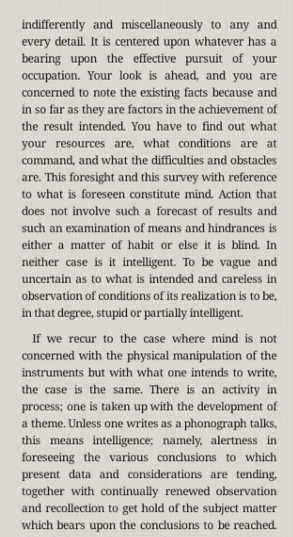 indifferently and miscellaneously to any and
every detail. It is centered upon whatever has a
bearing upon the effective pursuit of your
occupation. Your look is ahead, and you are
concerned to note the existing facts because and
in so far as they are factors in the achievement of
the result intended. You have to find out what
your resources are, what conditions are at
command, and what the difficulties and obstacles
are. This foresight and this survey with reference
to what is foreseen constitute mind. Action that
does not involve such a forecast of results and
such an examination of means and hindrances is
either a matter of habit or else it is blind. In
neither case is it intelligent. To be vague and
uncertain as to what is intended and careless in
observation of conditions of its realization is to be,
in that degree, stupid or partially intelligent.
If we recur to the case where mind is not
concerned with the physical manipulation of the
instruments but with what one intends to write,
the case is the same. There is an activity in
process; one is taken up with the development of
a theme. Unless one writes as a phonograph talks,
this means intelligence; namely, alertness in
foreseeing the various conclusions to which
present data and considerations are tending,
together with continually renewed observation
and recollection to get hold of the subject matter
which bears upon the conclusions to be reached.